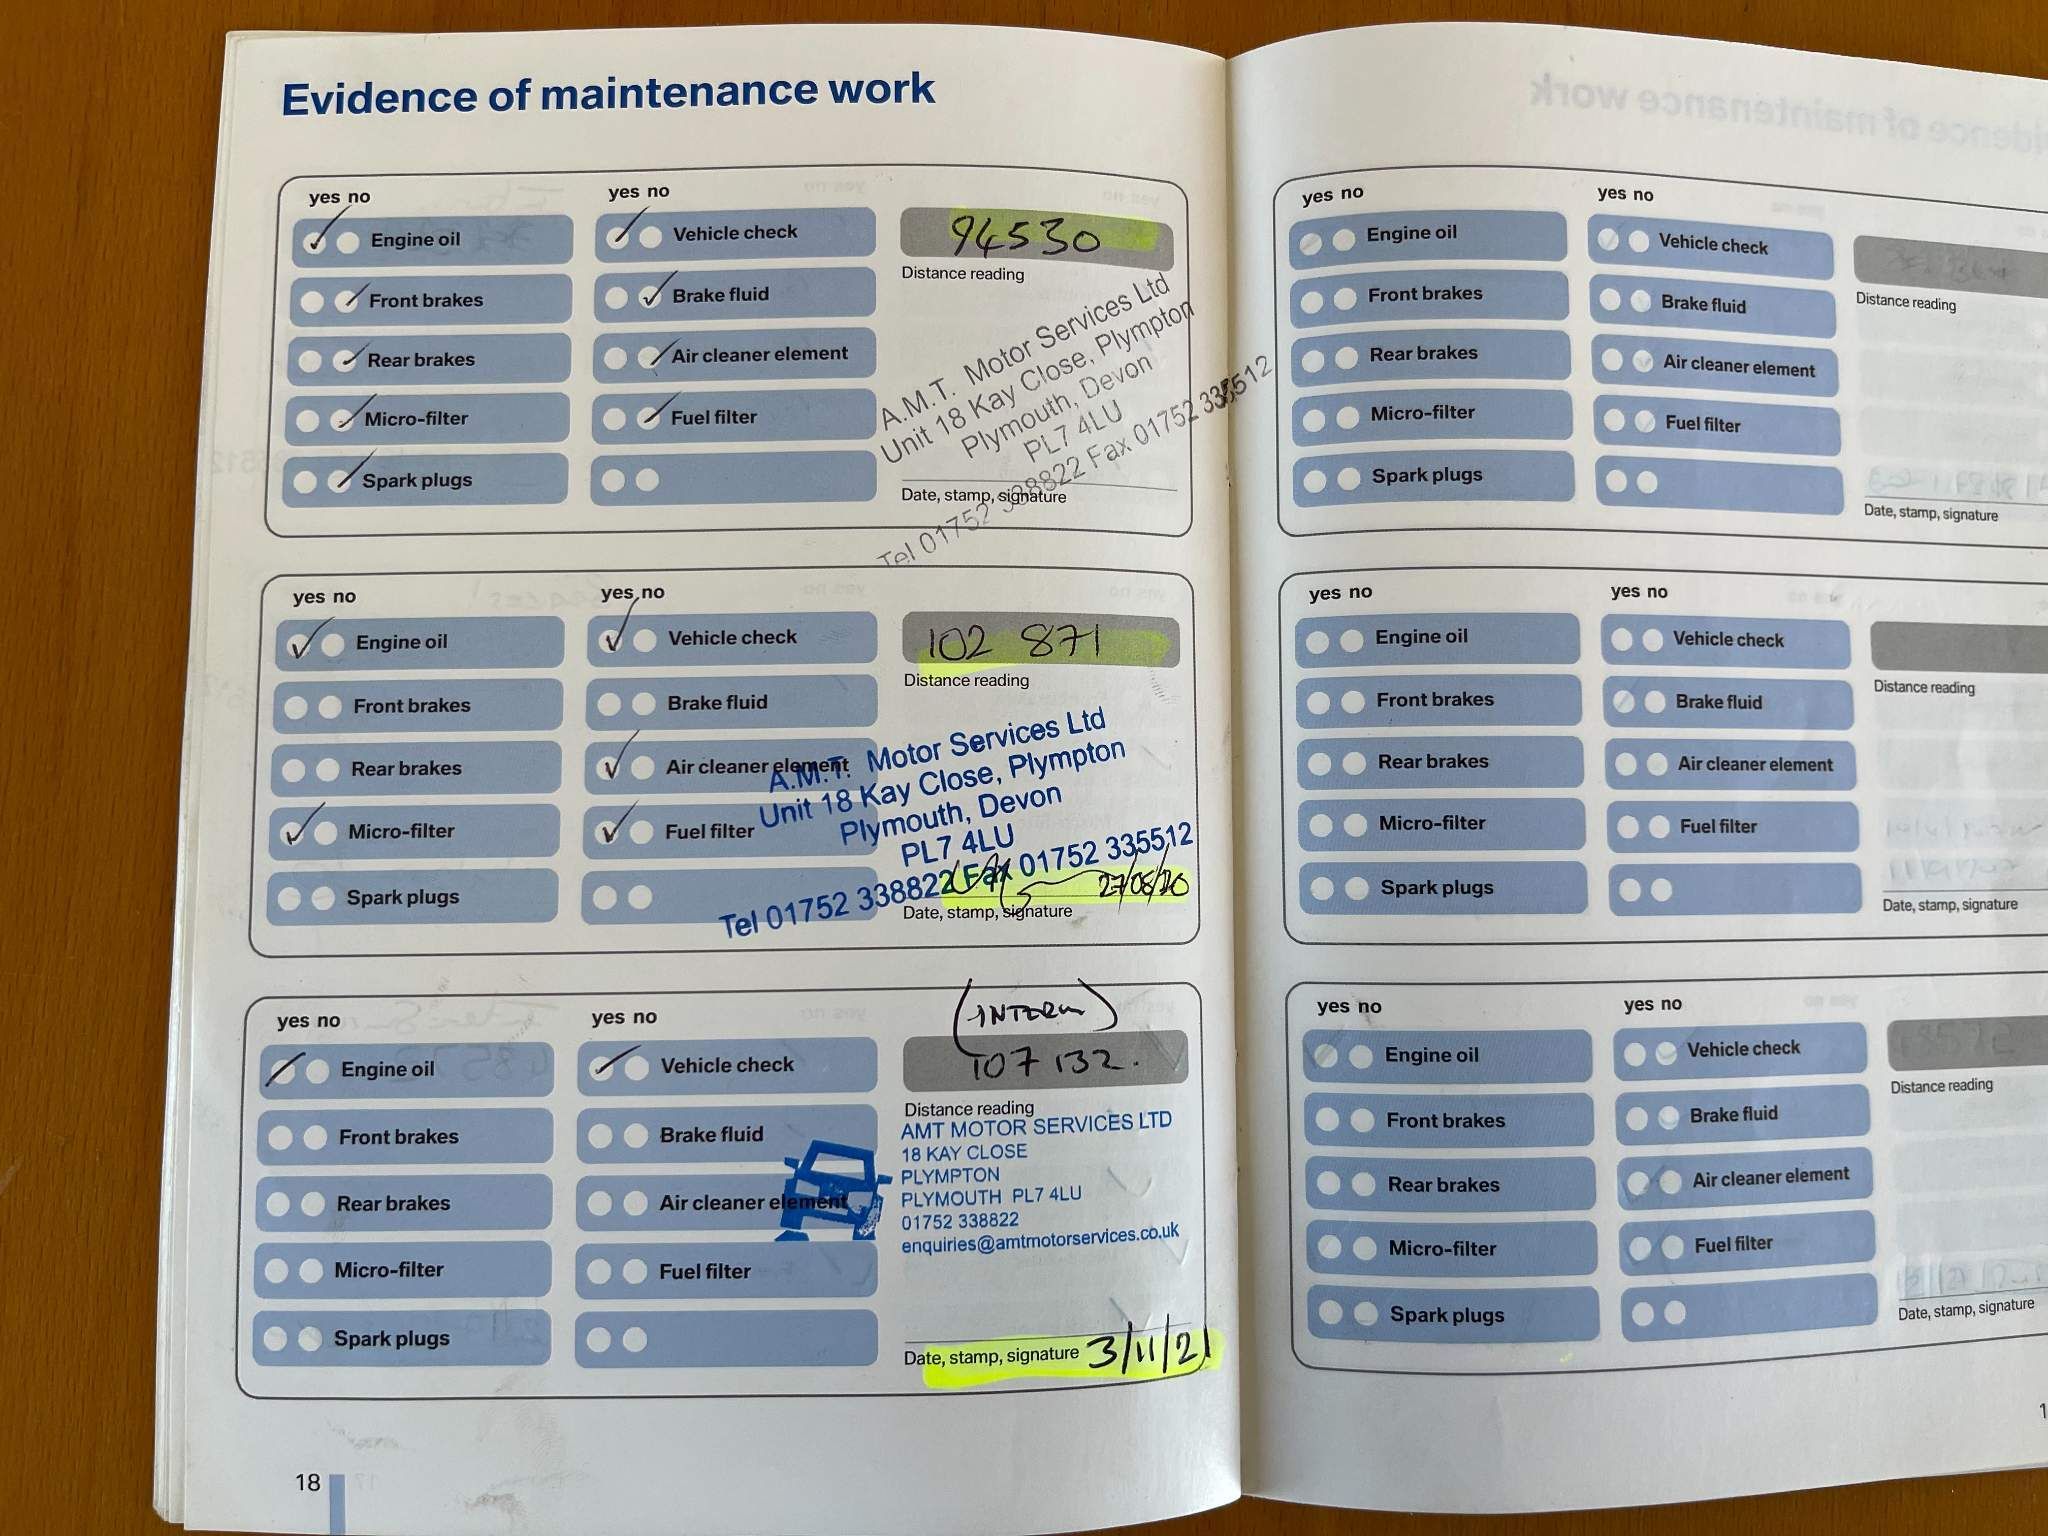 Evidence of maintenance work
yes no
yes no
Engine oil
Vehicle check
94530
Distance reading
Front brakes
Brake fluid
Rear brakes
Air cleaner element
Micro-filter
Fuel filter
Spark plugs
A.M.T. Motor Services Ltd
Unit 18 Kay Close, Plympton
Plymouth, Devon
PL7 4LU
Tel 01752 338822 Fax 01752 335512
Date, stamp, signature
yes no
yes no
Engine oil
Vehicle check
102 871
Distance reading
Front brakes
Brake fluid
Rear brakes
Air cleaner element
Micro-filter
Fuel filter
Spark plugs
A.M.T. Motor Services Ltd
Unit 18 Kay Close, Plympton
Plymouth, Devon
PL7 4LU
Tel 01752 338822 Fax 01752 335512
27/08/20
Date, stamp, signature
yes no
yes no
(INTERIM)
Engine oil
Vehicle check
107 132.
Distance reading
Front brakes
Brake fluid
Rear brakes
Air cleaner element
Micro-filter
Fuel filter
Spark plugs
AMT MOTOR SERVICES LTD
18 KAY CLOSE
PLYMPTON
PLYMOUTH PL7 4LU
01752 338822
enquiries@amtmotorservices.co.uk
Date, stamp, signature 3/11/21
18
yes no
yes no
Engine oil
Vehicle check
Distance reading
Front brakes
Brake fluid
Rear brakes
Air cleaner element
Micro-filter
Fuel filter
Spark plugs
Date, stamp, signature
yes no
yes no
Engine oil
Vehicle check
Distance reading
Front brakes
Brake fluid
Rear brakes
Air cleaner element
Micro-filter
Fuel filter
Spark plugs
Date, stamp, signature
yes no
yes no
Engine oil
Vehicle check
Distance reading
Front brakes
Brake fluid
Rear brakes
Air cleaner element
Micro-filter
Fuel filter
Spark plugs
Date, stamp, signature